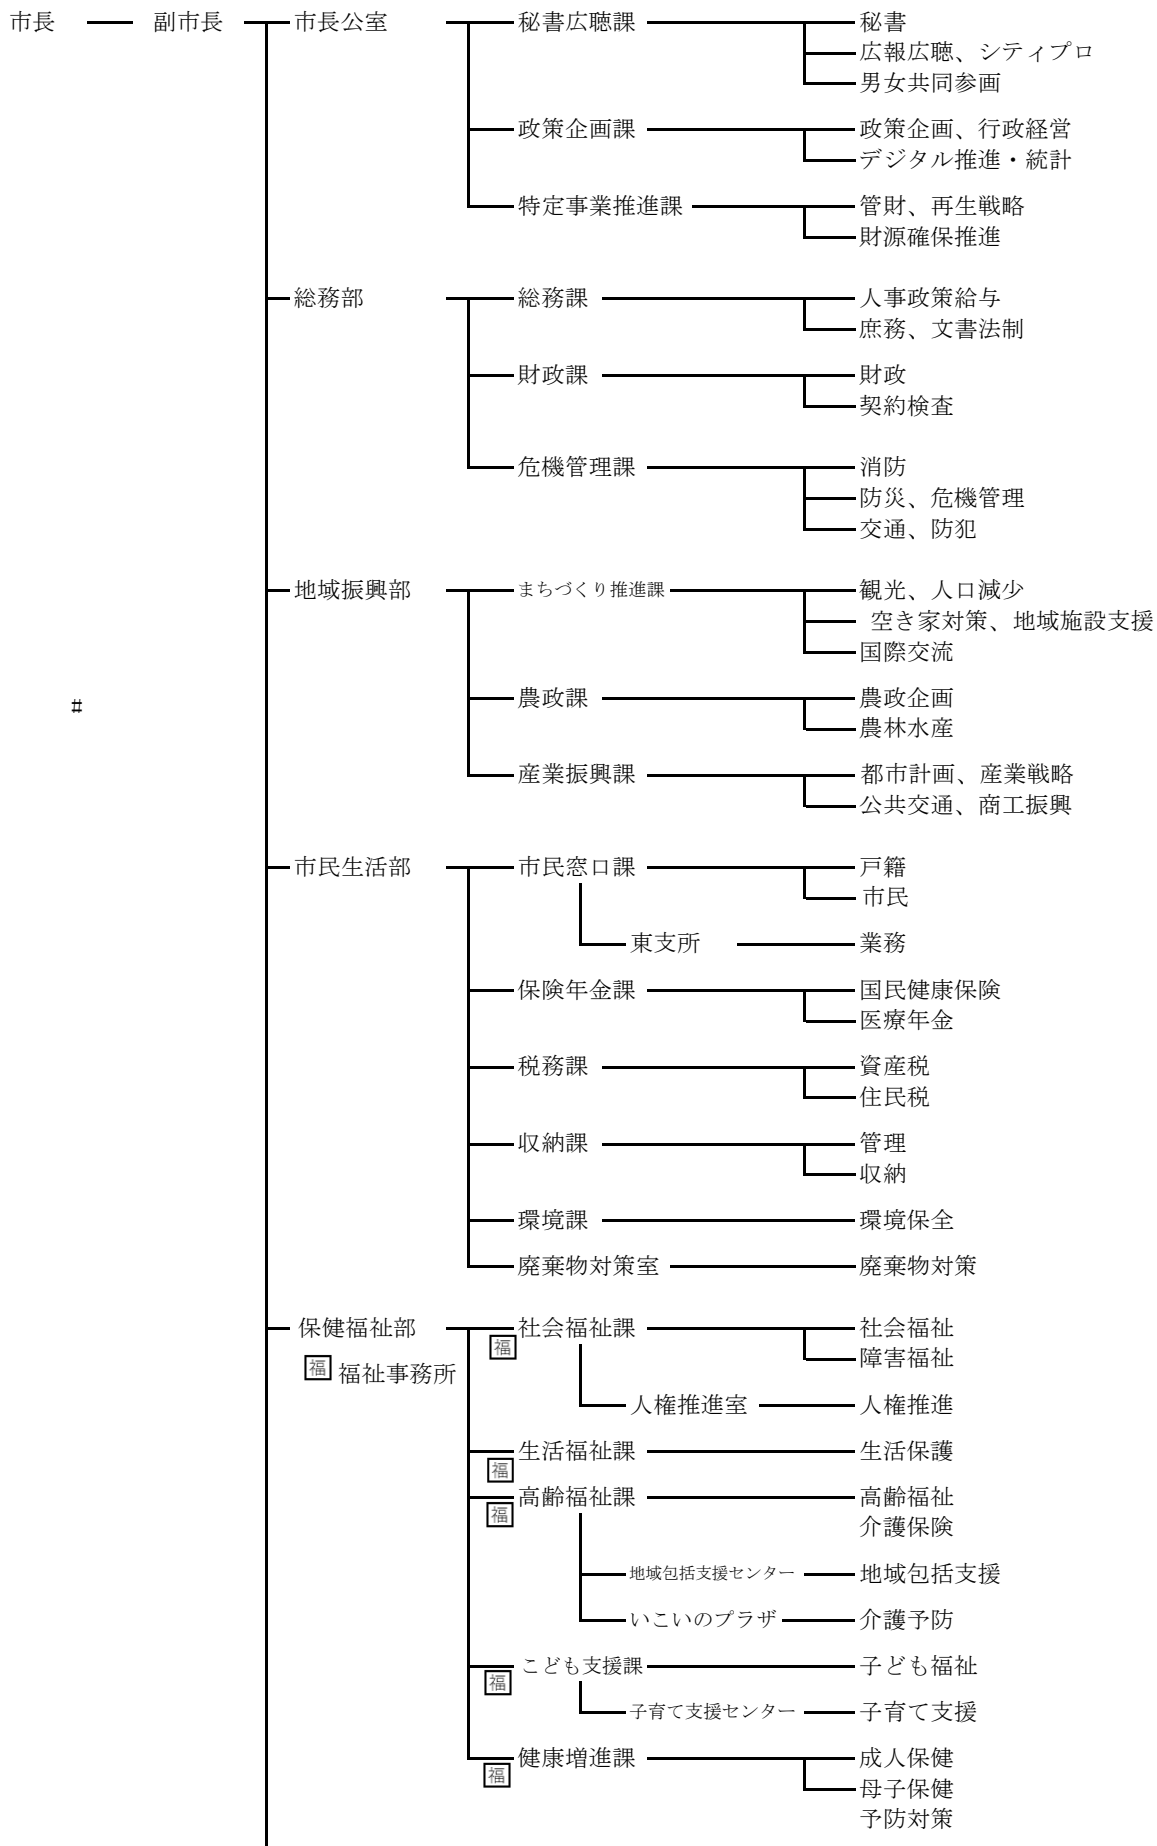 市長 副市長 市長公室 秘書広聴課 秘書
広報広聴、シティプロ
男女共同参画
政策企画課 政策企画、行政経営
デジタル推進・統計
特定事業推進課 管財、再生戦略
財源確保推進
総務部 総務課 人事政策給与
庶務、文書法制
財政課 財政
契約検査
危機管理課 消防
防災、危機管理
交通、防犯
地域振興部 まちづくり推進課 観光、人口減少
空き家対策、地域施設支援
国際交流
# 農政課 農政企画
農林水産
産業振興課 都市計画、産業戦略
公共交通、商工振興
市民生活部 市民窓口課 戸籍
市民
東支所 業務
保険年金課 国民健康保険
医療年金
税務課 資産税
住民税
収納課 管理
収納
環境課 環境保全
廃棄物対策室 廃棄物対策
保健福祉部 社会福祉課 社会福祉
福 障害福祉
福 福祉事務所
人権推進室 人権推進
生活福祉課 生活保護
福
高齢福祉課 高齢福祉
福 介護保険
地域包括支援センター 地域包括支援
いこいのプラザ 介護予防
こども支援課 子ども福祉
福
子育て支援センター 子育て支援
健康増進課 成人保健
福 母子保健
予防対策